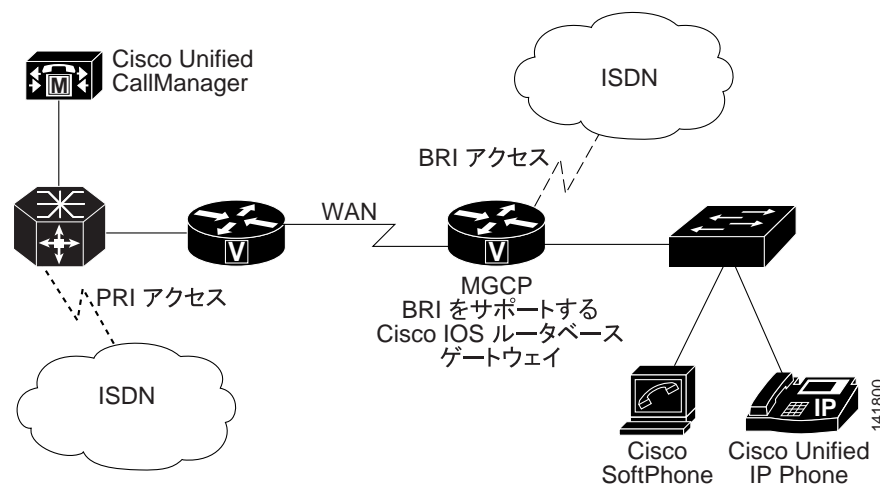 Cisco Unified
CallManager
M
ISDN
BRI アクセス
WAN
V
V
MGCP
BRI をサポートする
Cisco IOS ルータベース
ゲートウェイ
PRI アクセス
ISDN
IP
Cisco
SoftPhone
Cisco Unified
IP Phone
141800